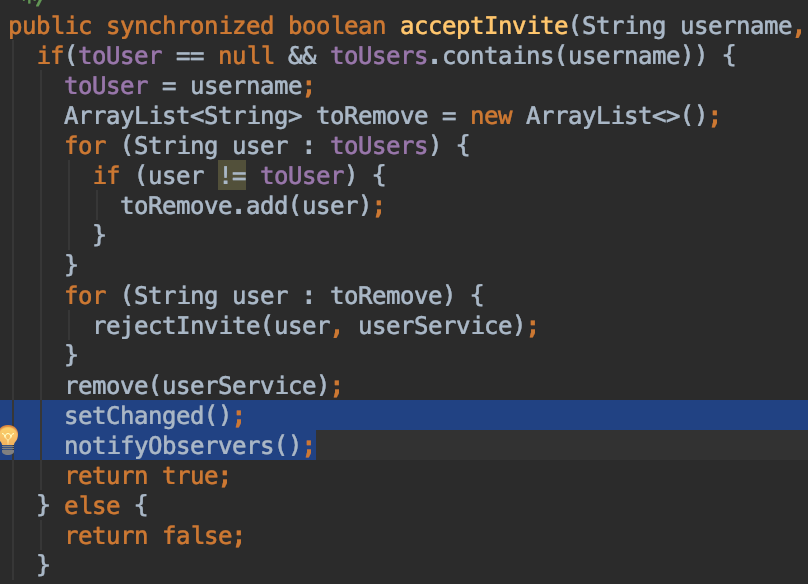 public synchronized boolean acceptInvite(String username,
if(toUser == null && toUsers.contains(username)) {
toUser = username;
ArrayList<String> toRemove = new ArrayList<>();
for (String user : toUsers) {
if (user != toUser) {
toRemove.add(user);
}
}
for (String user : toRemove) {
rejectInvite(user, userService);
}
remove(userService);
setChanged();
notifyObservers();
return true;
} else {
return false;
}